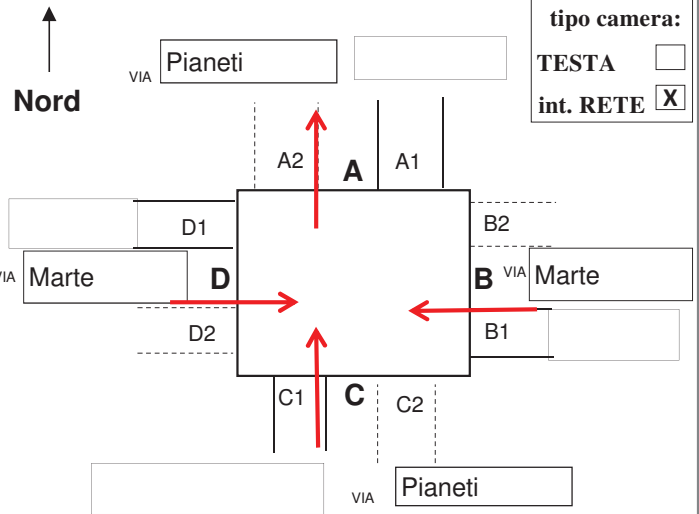 tipo camera:
TESTA
int. RETE X
Nord
VIA Pianeti
A2 A A1
D1 B2
VIA Marte D B VIA Marte
D2 B1
C1 C C2
VIA Pianeti